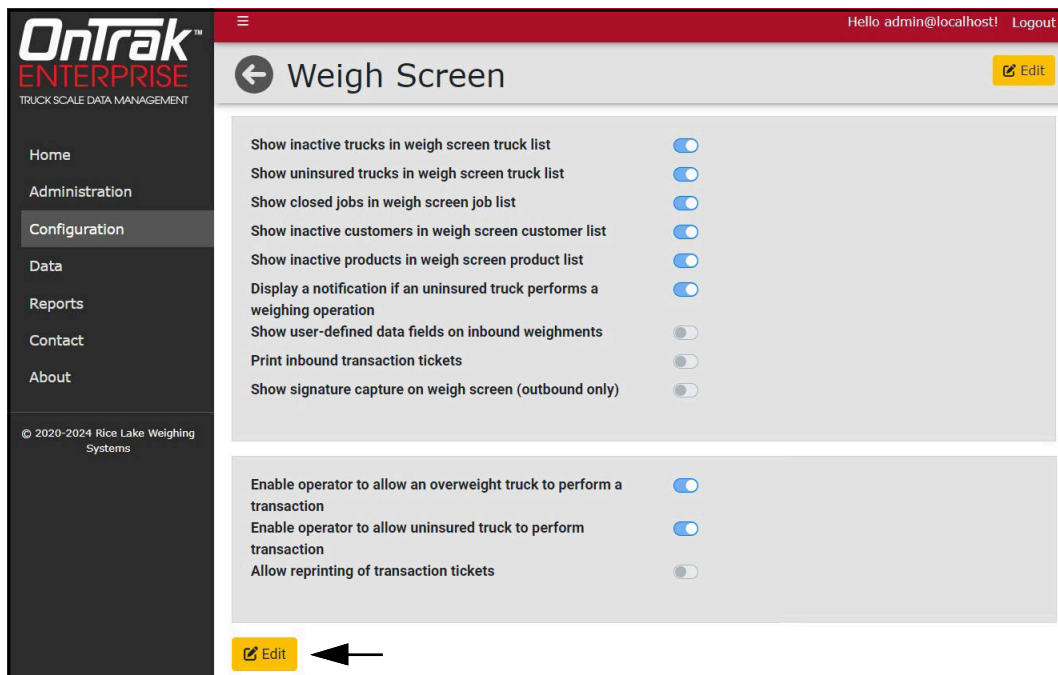 ☰ Hello admin@localhost! Logout
OnTrak™
ENTERPRISE
TRUCK SCALE DATA MANAGEMENT
Weigh Screen
Edit
Home
Administration
Configuration
Data
Reports
Contact
About
© 2020-2024 Rice Lake Weighing
Systems
Show inactive trucks in weigh screen truck list
Show uninsured trucks in weigh screen truck list
Show closed jobs in weigh screen job list
Show inactive customers in weigh screen customer list
Show inactive products in weigh screen product list
Display a notification if an uninsured truck performs a
weighing operation
Show user-defined data fields on inbound weighments
Print inbound transaction tickets
Show signature capture on weigh screen (outbound only)
Enable operator to allow an overweight truck to perform a
transaction
Enable operator to allow uninsured truck to perform
transaction
Allow reprinting of transaction tickets
Edit